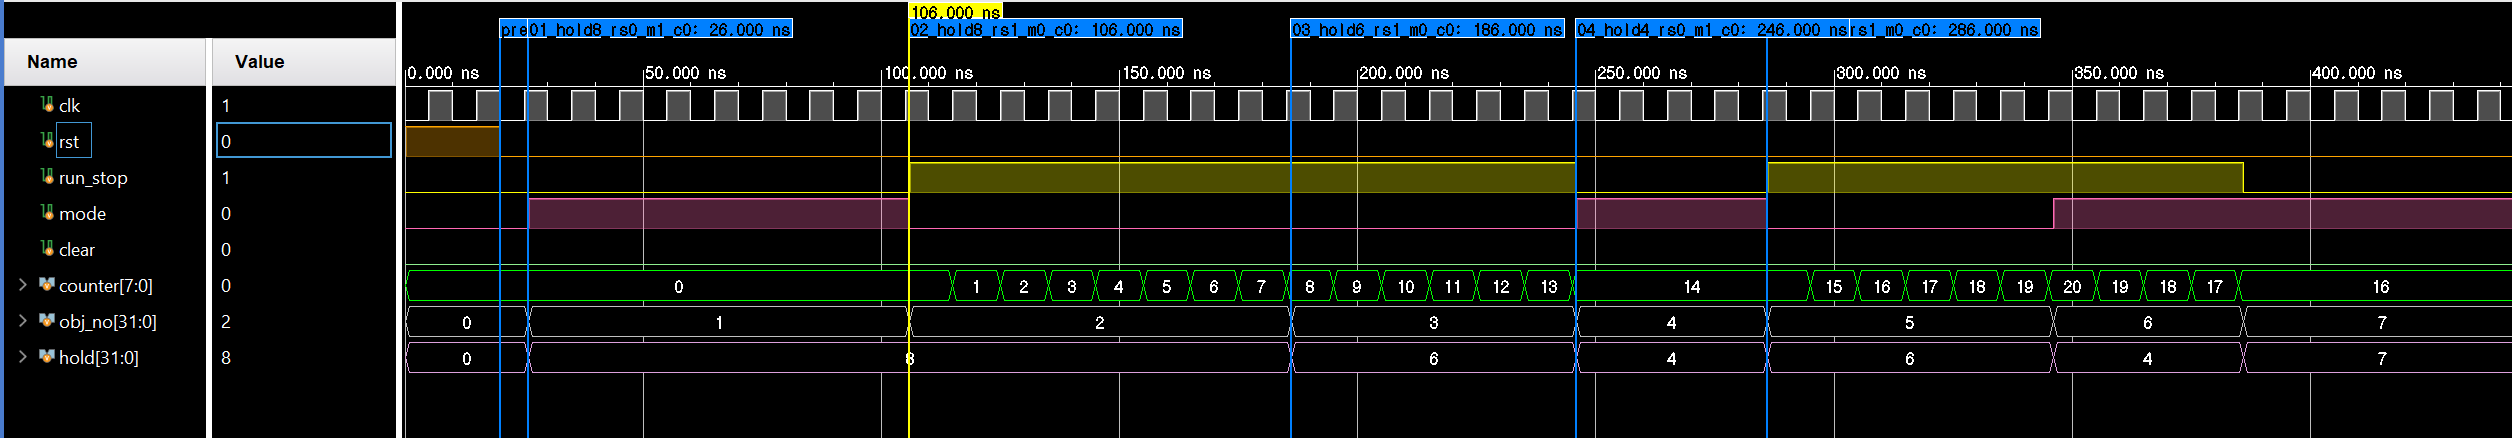 106.000 ns
pre 01_hold8_rs0_m1_c0: 26.000 ns 02_hold8_rs1_m0_c0: 106.000 ns 03_hold6_rs1_m0_c0: 186.000 ns 04_hold4_rs0_m1_c0: 246.000 ns rs1_m0_c0: 286.000 ns
Name Value
0.000 ns 50.000 ns 100.000 ns 150.000 ns 200.000 ns 250.000 ns 300.000 ns 350.000 ns 400.000 ns
clk 1
rst 0
run_stop 1
mode 0
clear 0
counter[7:0] 0 0 1 2 3 4 5 6 7 8 9 10 11 12 13 14 15 16 17 18 19 20 19 18 17 16
obj_no[31:0] 2 0 1 2 3 4 5 6 7
hold[31:0] 8 0 8 6 4 6 4 7